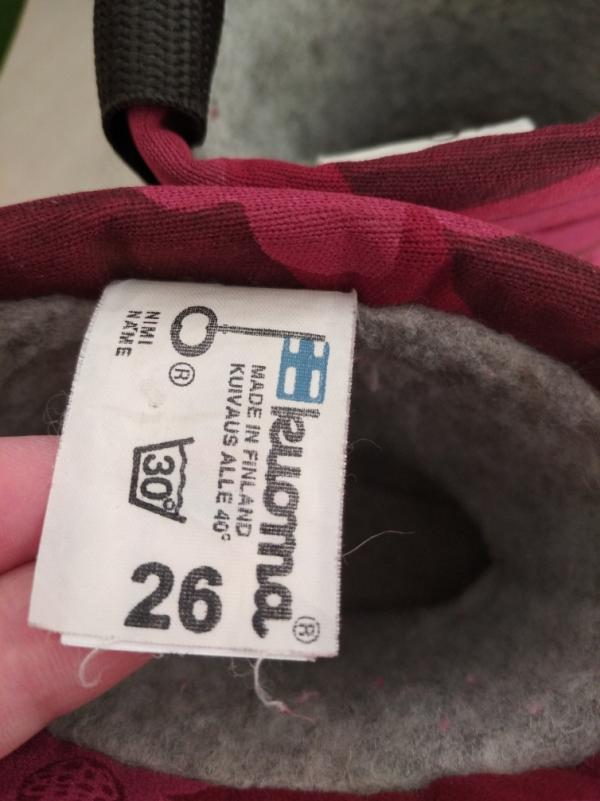 kuoma®
MADE IN FINLAND
KUIVAUS ALLE 40°
®
NIMI
NAME
30°
26